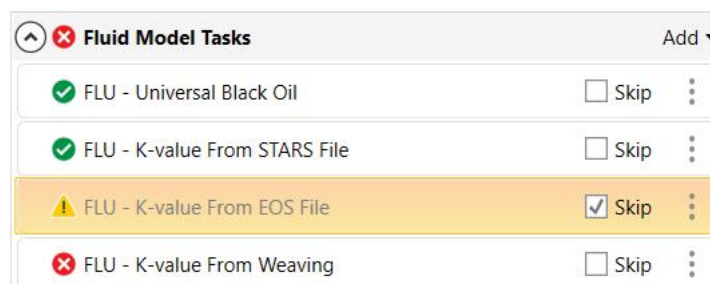 Fluid Model Tasks Add
FLU - Universal Black Oil Skip
FLU - K-value From STARS File Skip
FLU - K-value From EOS File Skip
FLU - K-value From Weaving Skip